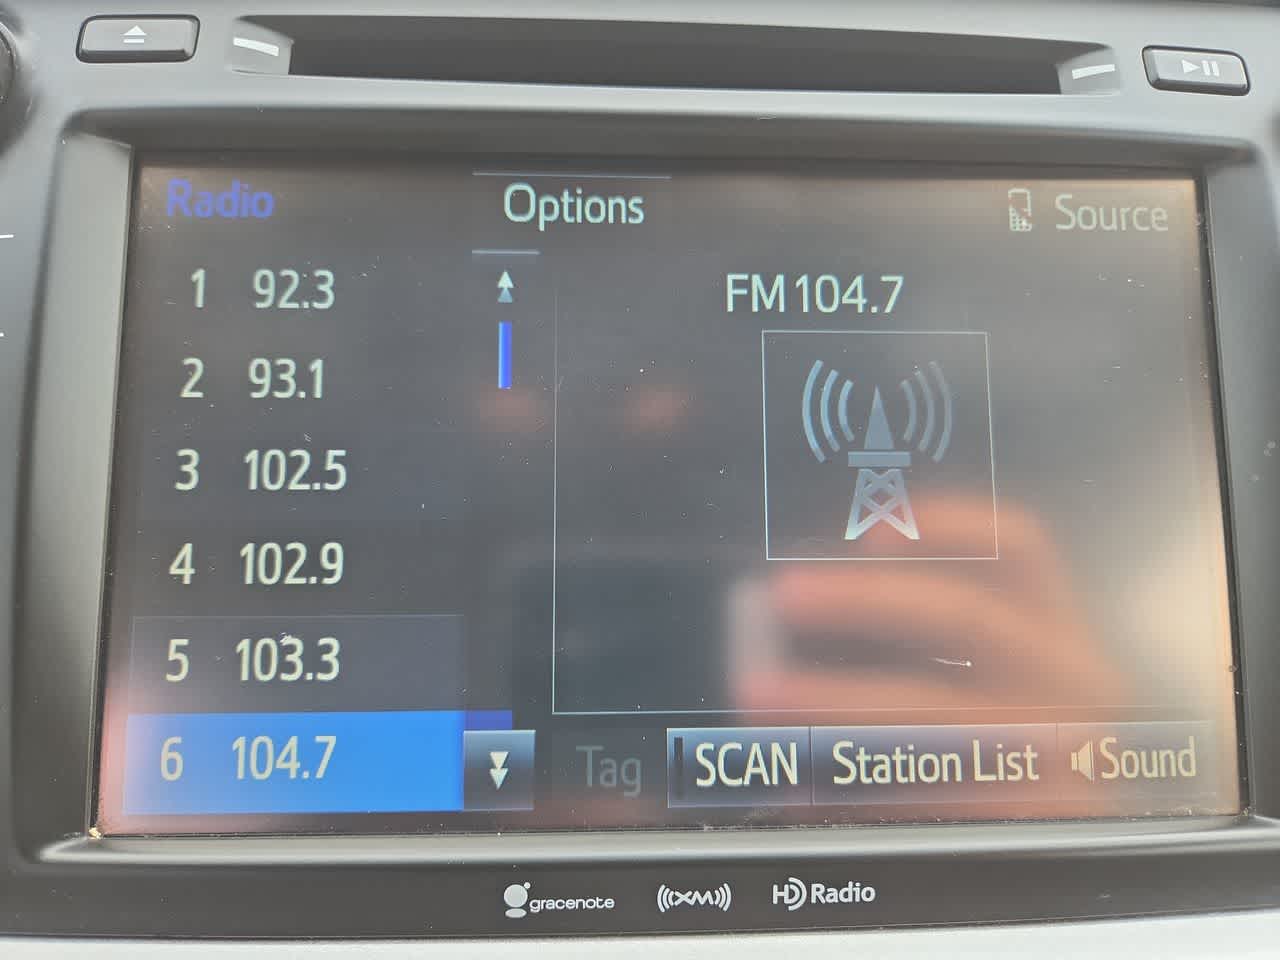 Radio Options Source
1 92.3
2 93.1
3 102.5
4 102.9
5 103.3
6 104.7
FM 104.7
Tag SCAN Station List Sound
gracenote ((XM)) HD Radio